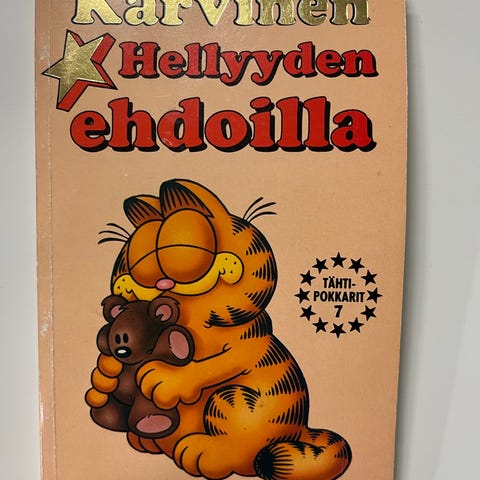 Karvinen
Hellyyden
ehdoilla
TÄHTI-
POKKARIT
7